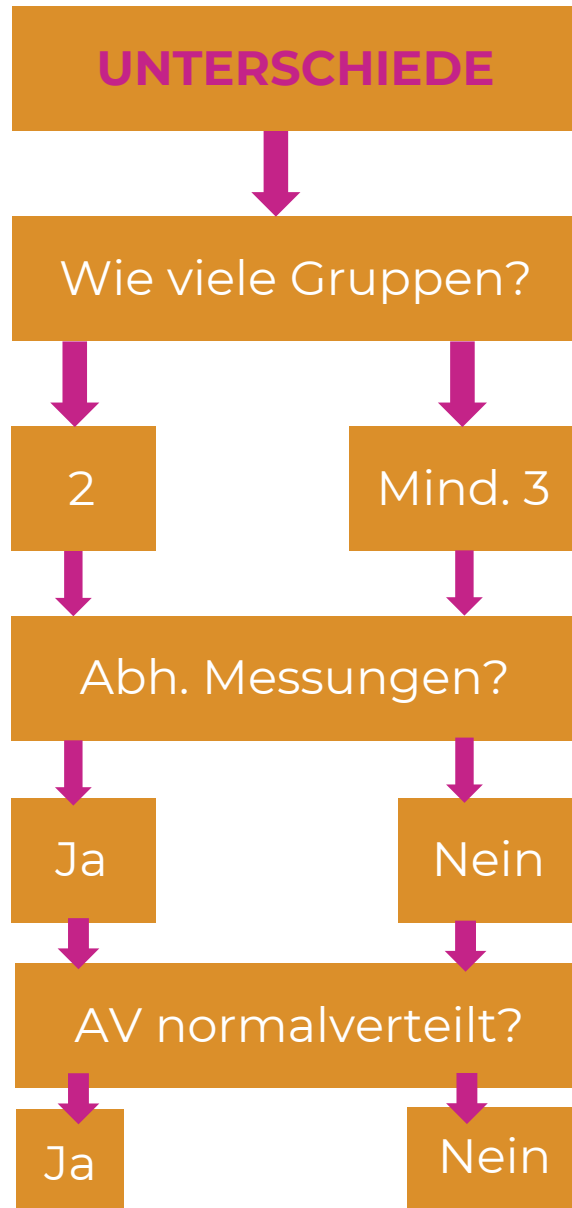 UNTERSCHIEDE
Wie viele Gruppen?
2
Mind. 3
Abh. Messungen?
Ja
Nein
AV normalverteilt?
Ja
Nein